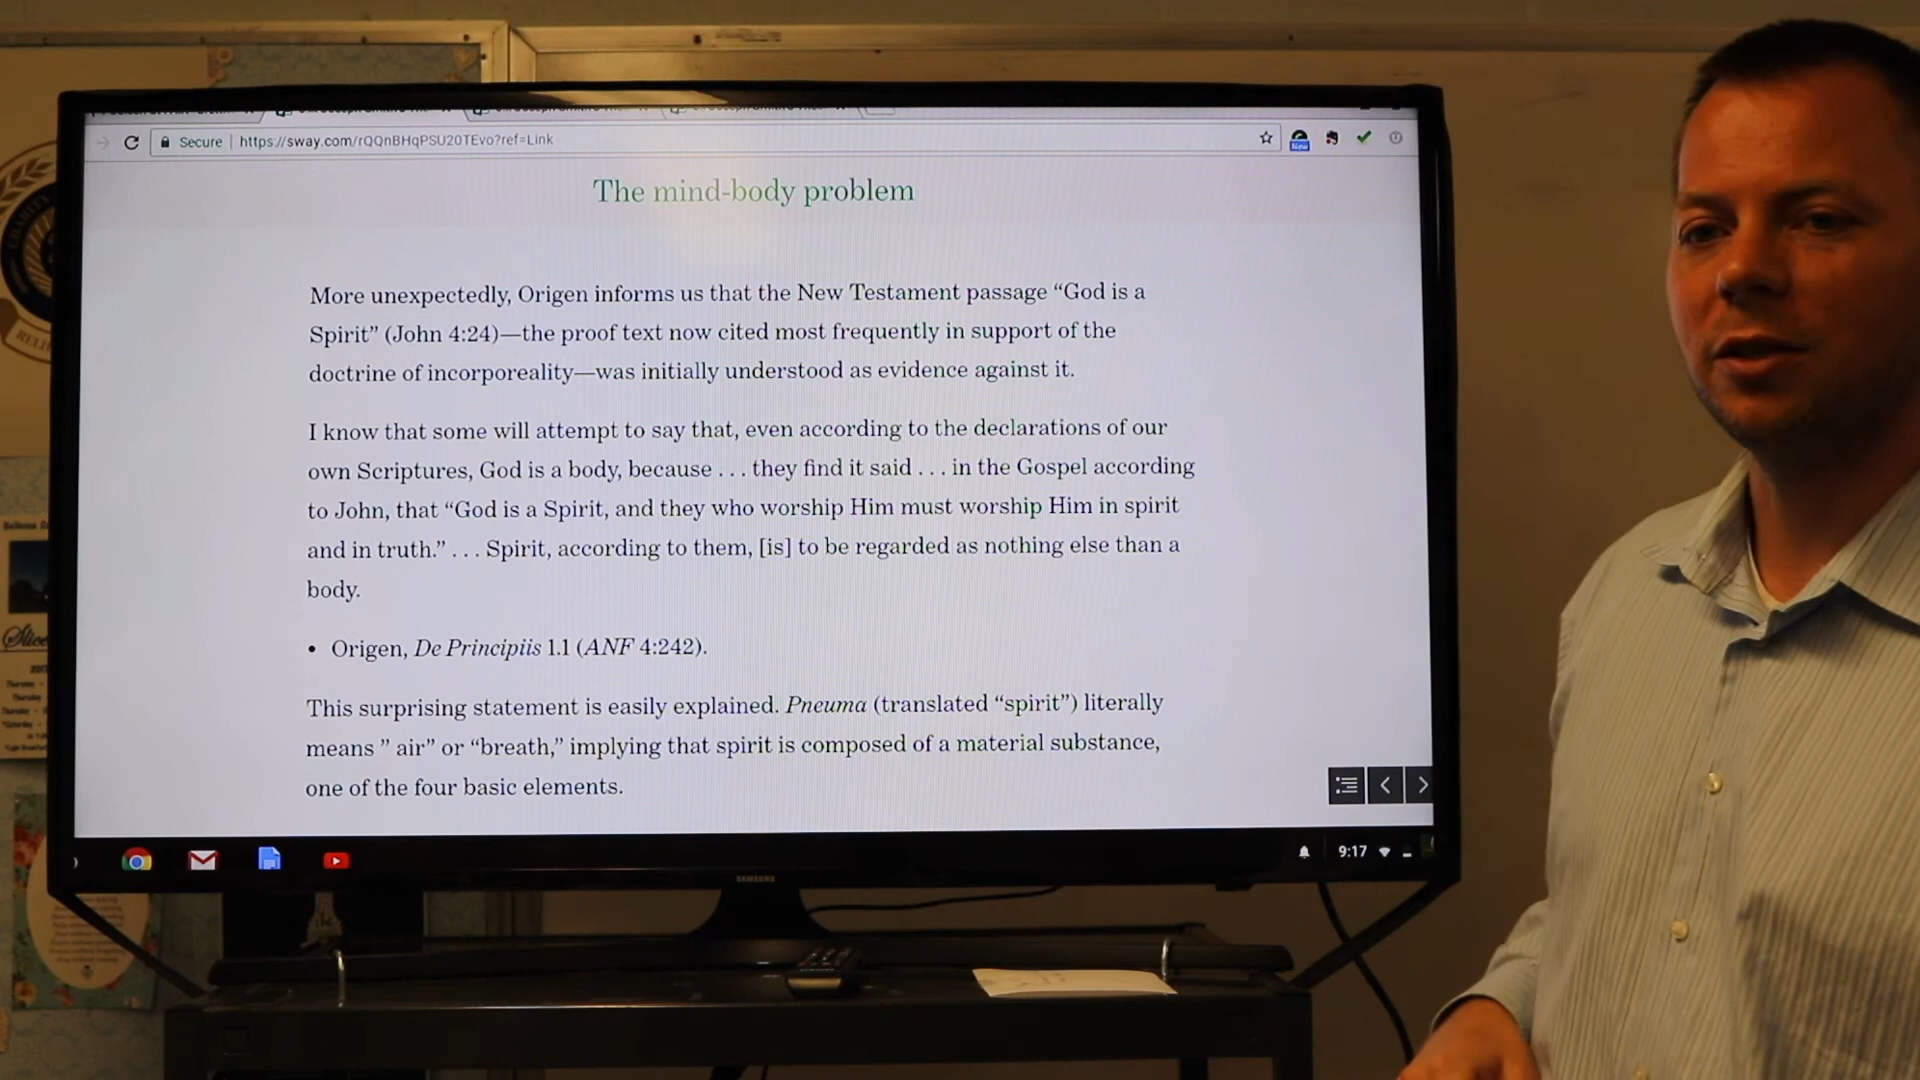 Secure
https://sway.com/rQQnBHqPSU20TEvo?ref=Link
New
The mind-body problem
More unexpectedly, Origen informs us that the New Testament passage “God is a
Spirit” (John 4:24)—the proof text now cited most frequently in support of the
doctrine of incorporeality—was initially understood as evidence against it.
I know that some will attempt to say that, even according to the declarations of our
own Scriptures, God is a body, because . . . they find it said . . . in the Gospel according
to John, that “God is a Spirit, and they who worship Him must worship Him in spirit
and in truth.” . . . Spirit, according to them, [is] to be regarded as nothing else than a
body.
• Origen, De Principiis 1.1 (ANF 4:242).
This surprising statement is easily explained. Pneuma (translated “spirit”) literally
means ” air” or “breath,” implying that spirit is composed of a material substance,
one of the four basic elements.
9:17
SAMSUNG